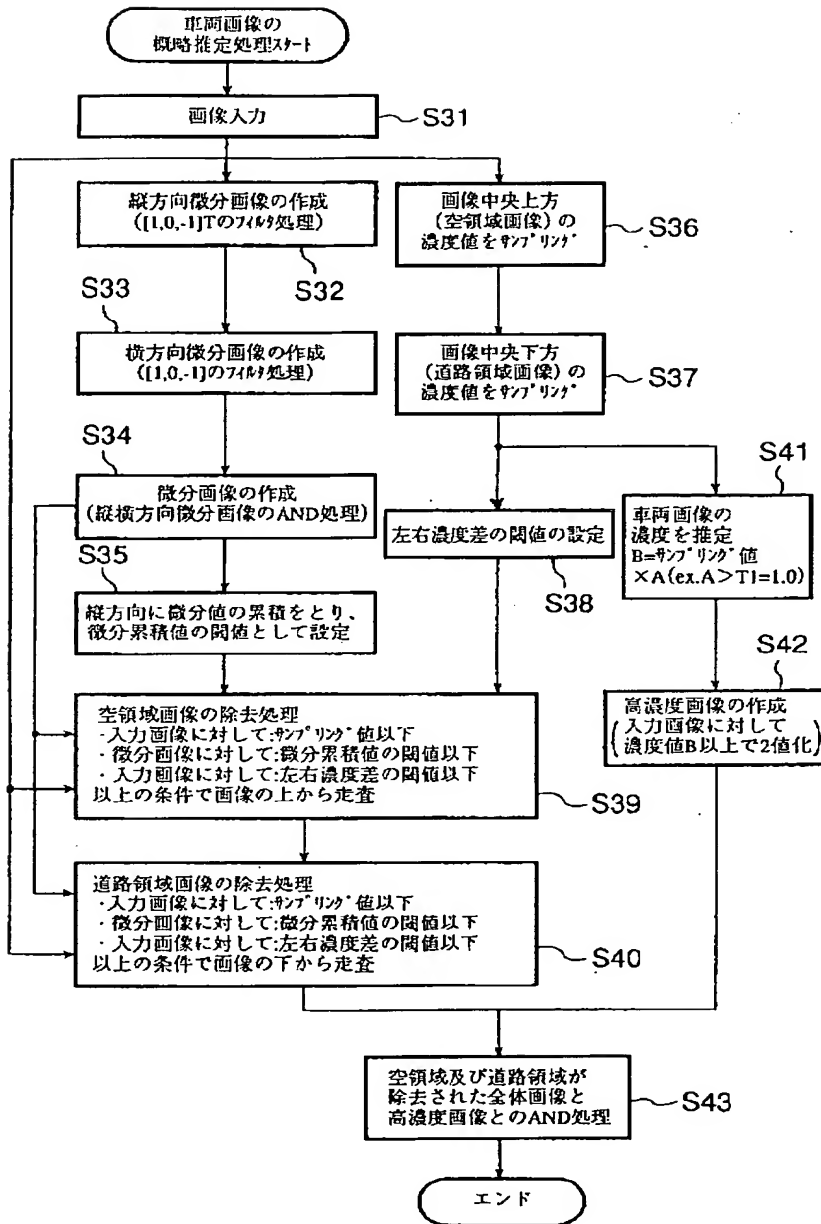 車両画像の
概略推定処理スタート
画像入力
S31
縦方向微分画像の作成
([1,0,-1]Tのフィルタ処理)
S32
S33
横方向微分画像の作成
([1,0,-1]のフィルタ処理)
S34
微分画像の作成
(縦横方向微分画像のAND処理)
S35
縦方向に微分値の累積をとり、
微分累積値の閾値として設定
画像中央上方
(空領域画像)の
濃度値をサンプリング
S36
画像中央下方
(道路領域画像)の
濃度値をサンプリング
S37
左右濃度差の閾値の設定
S38
S41
車両画像の
濃度を推定
B=サンプリング値
×A(ex.A>T1=1.0)
S42
高濃度画像の作成
(入力画像に対して
濃度値B以上で2値化)
空領域画像の除去処理
・入力画像に対して:サンプリング値以下
・微分画像に対して:微分累積値の閾値以下
・入力画像に対して:左右濃度差の閾値以下
以上の条件で画像の上から走査
S39
道路領域画像の除去処理
・入力画像に対して:サンプリング値以下
・微分画像に対して:微分累積値の閾値以下
・入力画像に対して:左右濃度差の閾値以下
以上の条件で画像の下から走査
S40
空領域及び道路領域が
除去された全体画像と
高濃度画像とのAND処理
S43
エンド